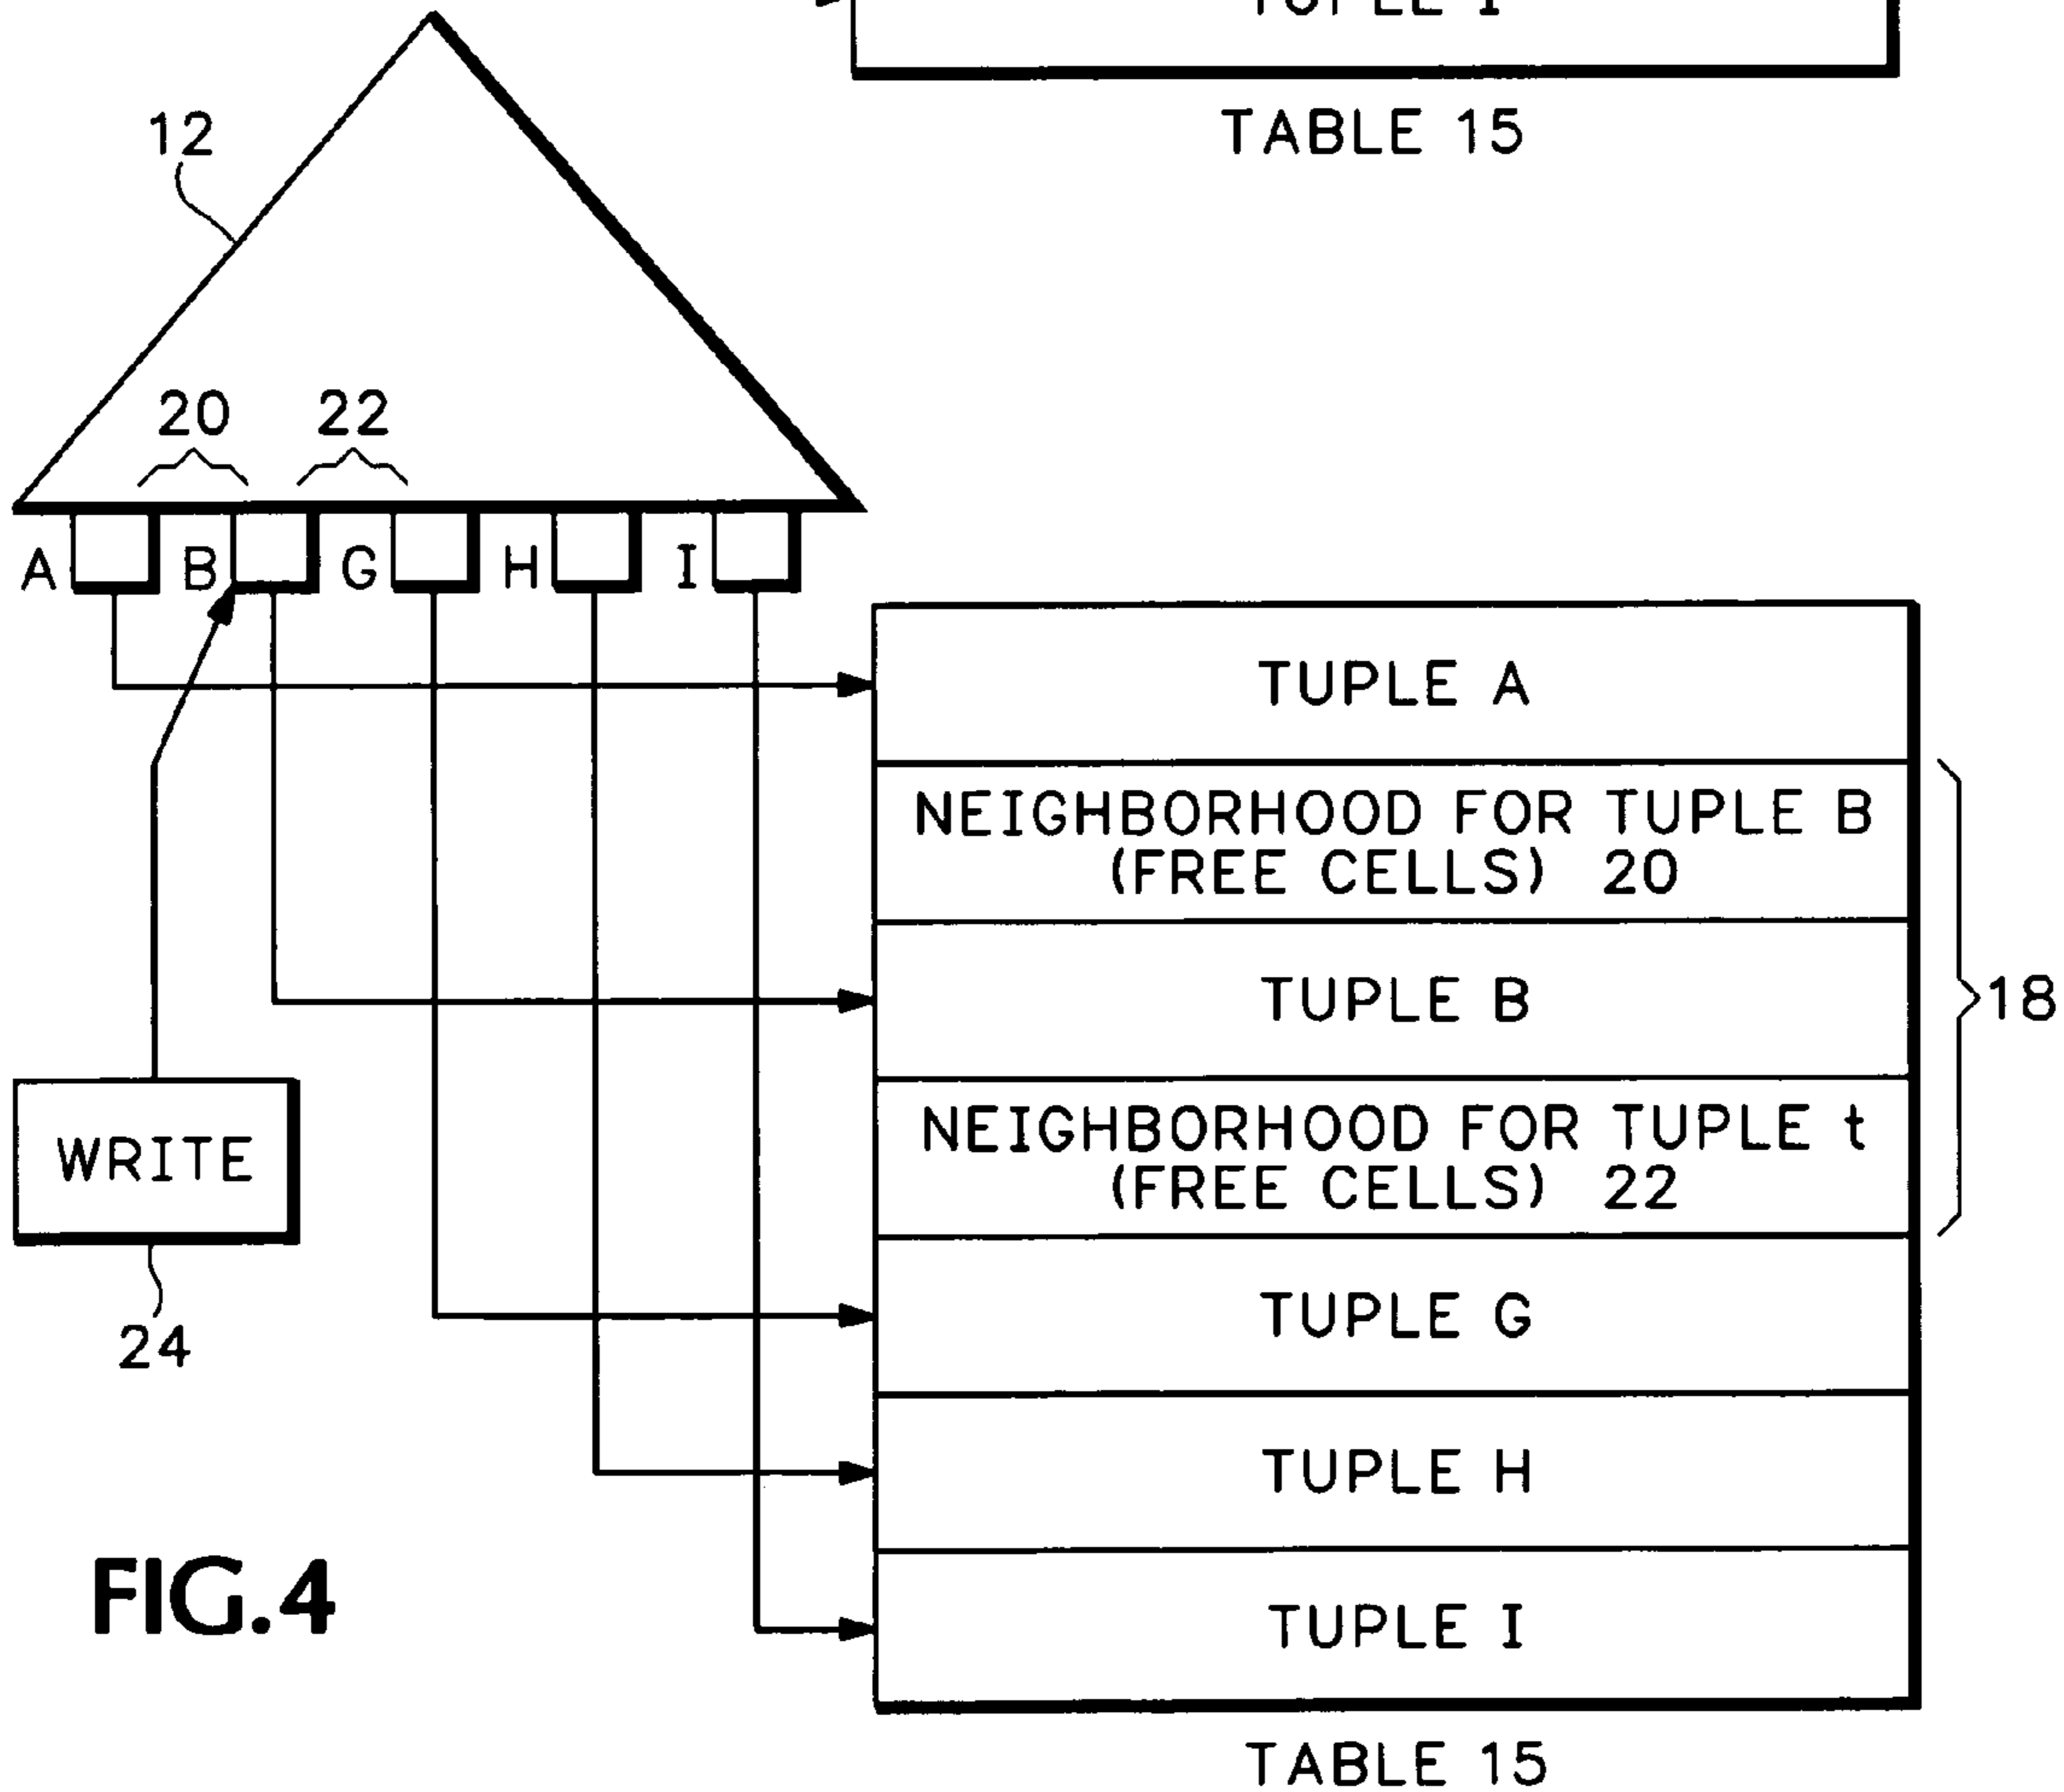 TUPLE I
TABLE 15
12
20 22
A B G H I
TUPLE A
NEIGHBORHOOD FOR TUPLE B
(FREE CELLS) 20
TUPLE B
18
NEIGHBORHOOD FOR TUPLE t
(FREE CELLS) 22
WRITE
24
TUPLE G
TUPLE H
TUPLE I
FIG.4
TABLE 15